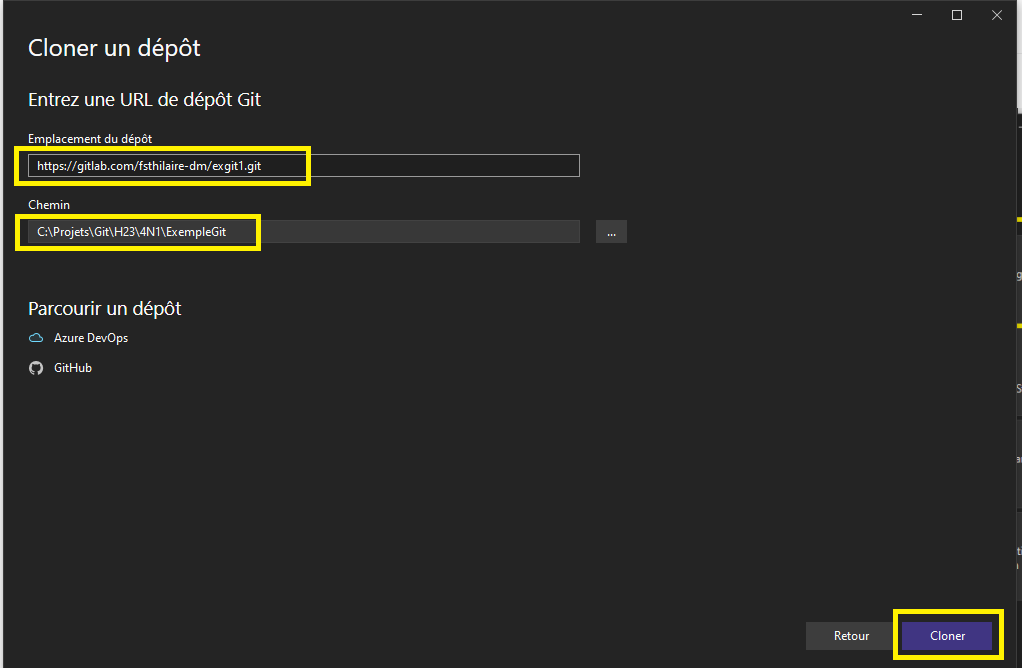 Cloner un dépôt
Entrez une URL de dépôt Git
Emplacement du dépôt
https://gitlab.com/fsthilaire-dm/exgit1.git
Chemin
C:\Projets\Git\H23\4N1\ExempleGit
...
Parcourir un dépôt
Azure DevOps
GitHub
Retour
Cloner